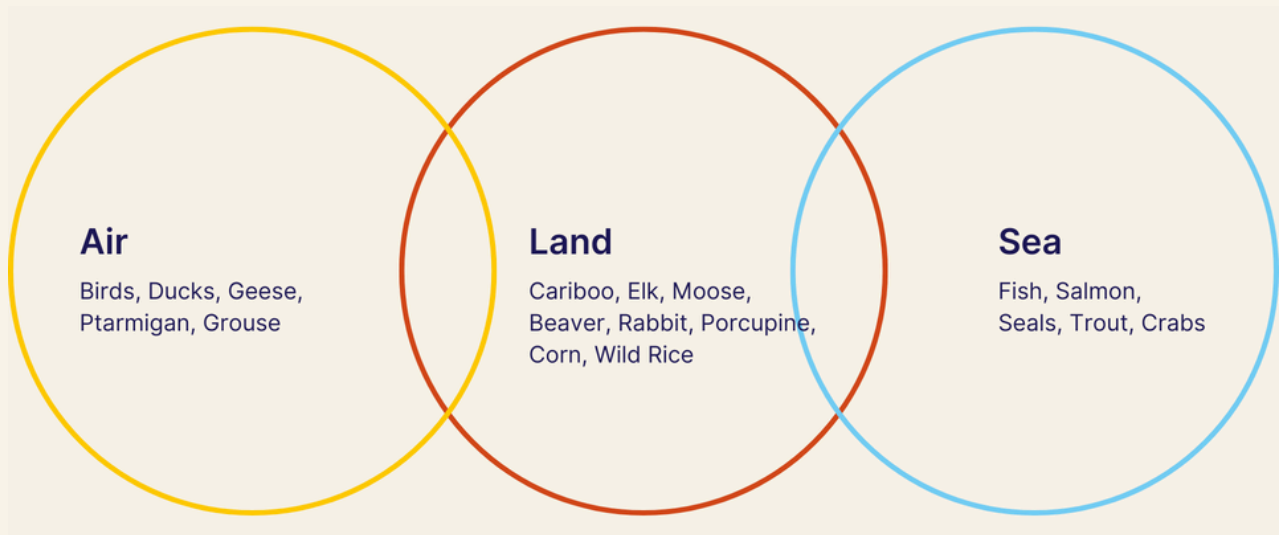 Air
Birds, Ducks, Geese,
Ptarmigan, Grouse
Land
Cariboo, Elk, Moose,
Beaver, Rabbit, Porcupine,
Corn, Wild Rice
Sea
Fish, Salmon,
Seals, Trout, Crabs